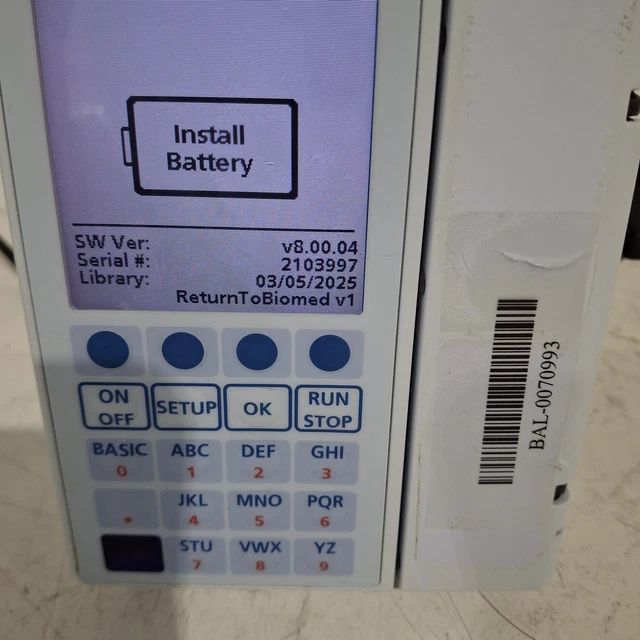 Install
Battery
SW Ver: v8.00.04
Serial #: 2103997
Library: 03/05/2025
ReturnToBiomed v1
ON OFF
SETUP
OK
RUN STOP
BASIC 0
ABC 1
DEF 2
GHI 3
.
JKL 4
MNO 5
PQR 6
STU 7
VWX 8
YZ 9
BAL-0070993